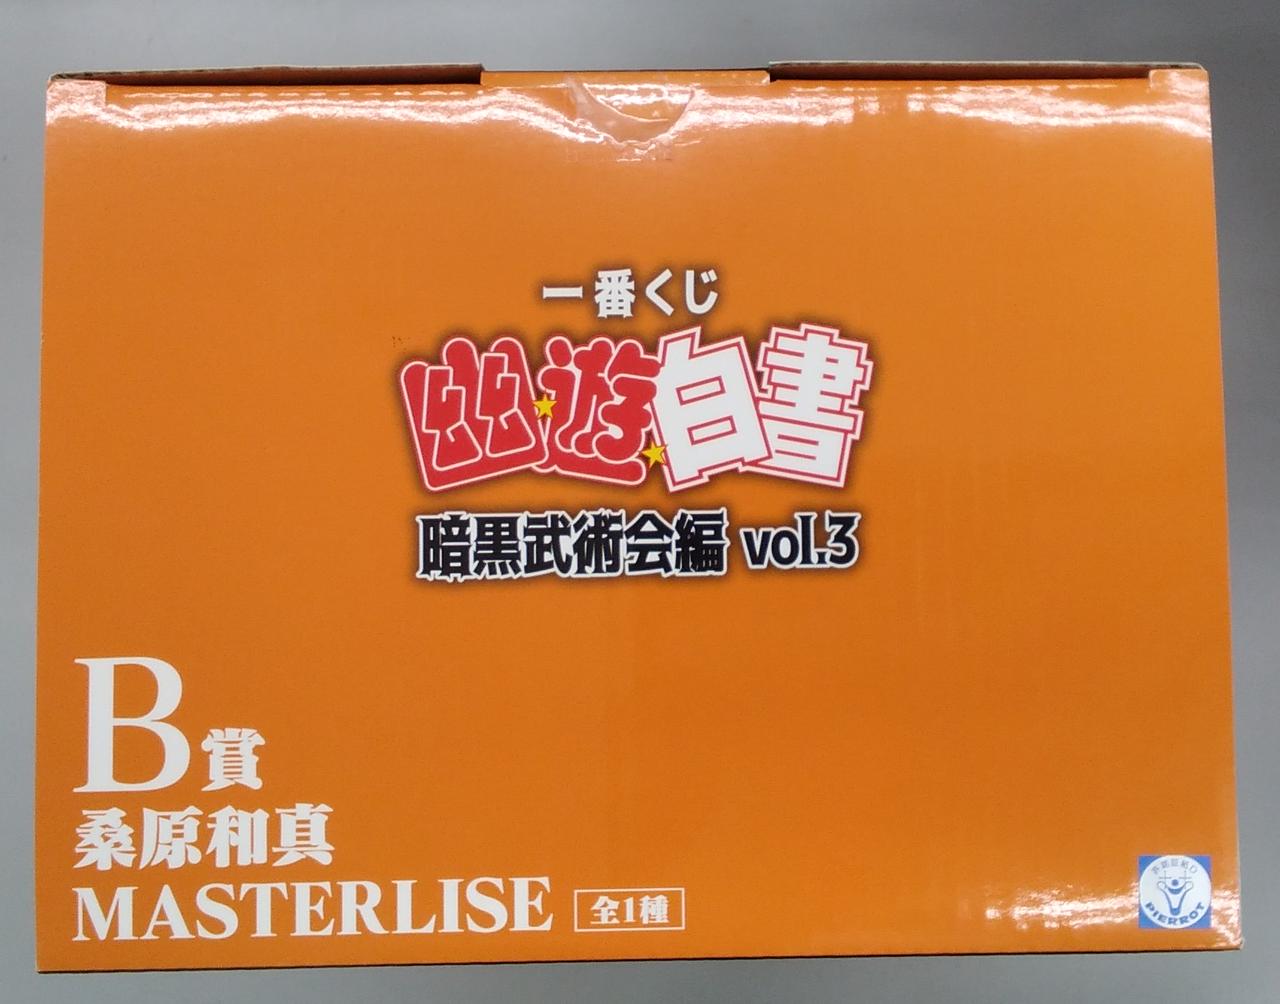 一番くじ
幽☆遊☆白書
暗黒武術会編 vol.3
B賞
桑原和真
MASTERLISE 全1種
PIERROT